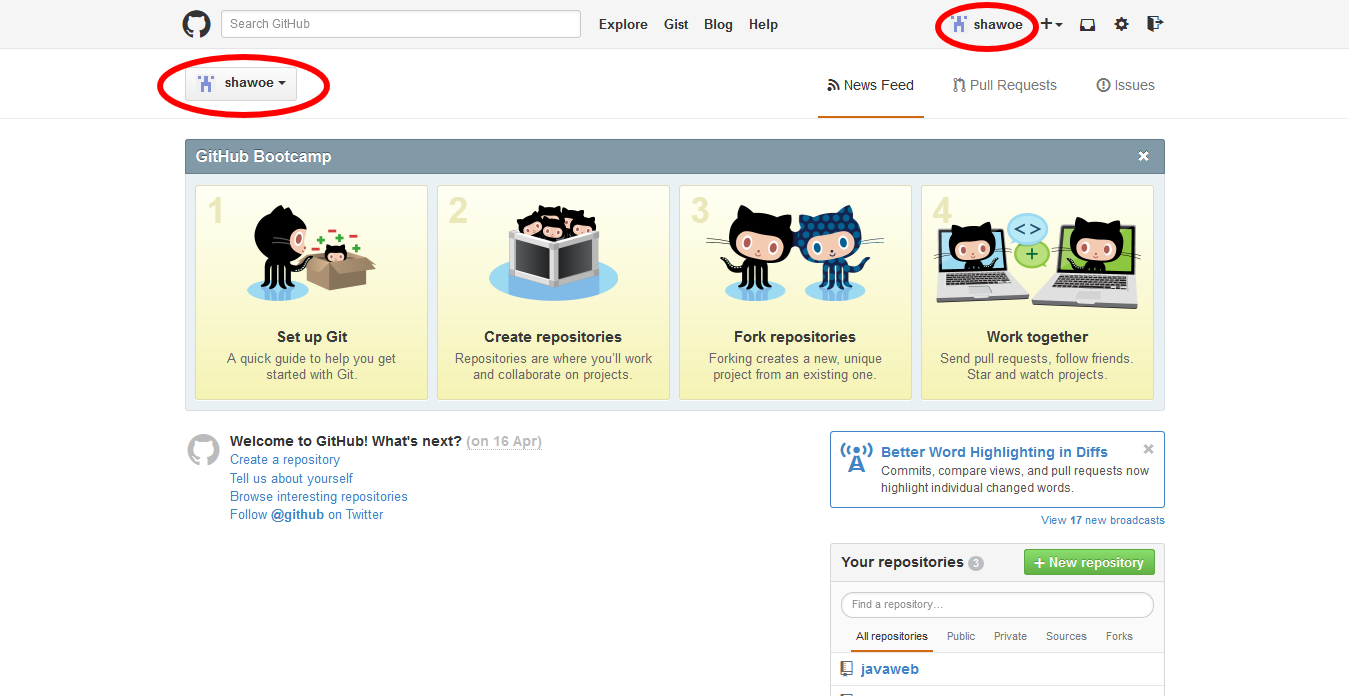 Search GitHub
Explore Gist Blog Help
shawoe
shawoe
News Feed
Pull Requests
Issues
GitHub Bootcamp
1
Set up Git
A quick guide to help you get
started with Git.
2
Create repositories
Repositories are where you’ll work
and collaborate on projects.
3
Fork repositories
Forking creates a new, unique
project from an existing one.
4
Work together
Send pull requests, follow friends.
Star and watch projects.
Welcome to GitHub! What's next? (on 16 Apr)
Create a repository
Tell us about yourself
Browse interesting repositories
Follow @github on Twitter
Better Word Highlighting in Diffs
Commits, compare views, and pull requests now
highlight individual changed words.
View 17 new broadcasts
Your repositories 3
+ New repository
Find a repository…
All repositories Public Private Sources Forks
javaweb